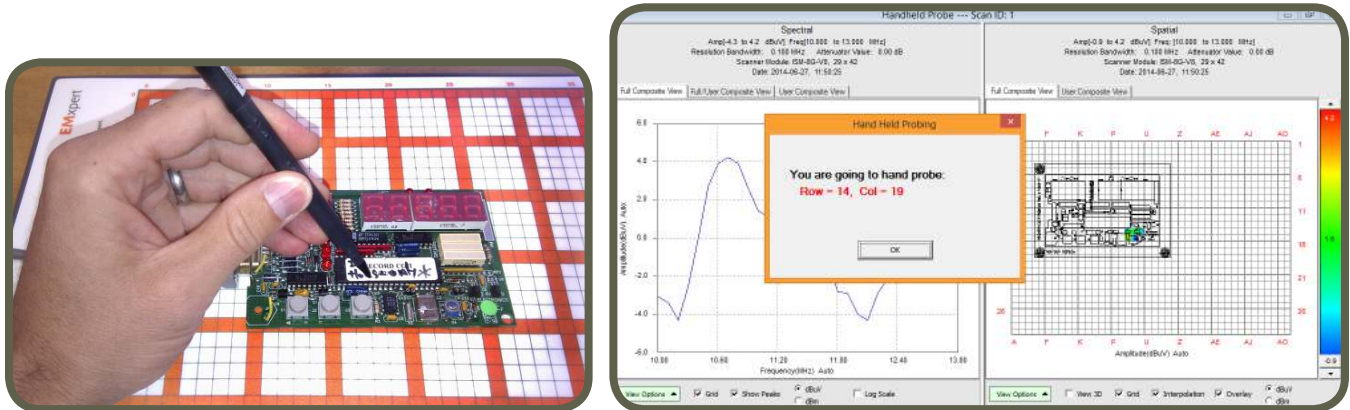 EMxpert
RECORD COIL
Handheld Probe --- Scan ID: 1
Spectral
Amp[-4.3 to 4.2 dBuV] Freq:[10.000 to 13.000 MHz]
Resolution Bandwidth: 0.100 MHz Attenuator Value: 0.00 dB
Scanner Module: ISM-8G-V8, 29 x 42
Date: 2014-06-27, 11:50:25
Full Composite View Full/User Composite View User Composite View
6.0
4.0
2.0
0.0
-2.0
-4.0
-6.0
Amplitude(dBuV) Auto
10.00 10.60 11.20 11.80 12.40 13.00
Frequency(MHz) Auto
View Options Grid Show Peaks dBuV dBm Log Scale
Hand Held Probing
You are going to hand probe:
Row = 14, Col = 19
OK
Spatial
Amp[-0.9 to 4.2 dBuV] Freq: [10.000 to 13.000 MHz]
Resolution Bandwidth: 0.100 MHz Attenuator Value: 0.00 dB
Scanner Module: ISM-8G-V8, 29 x 42
Date: 2014-06-27, 11:50:25
Full Composite View User Composite View
F K P U Z AE AJ AO
1
6
11
16
21
26
26
A F K P U Z AE AJ AO
Amplitude(dBuV) Auto
4.2
1.6
-0.9
View Options View 3D Grid Interpolation Overlay dBuV dBm